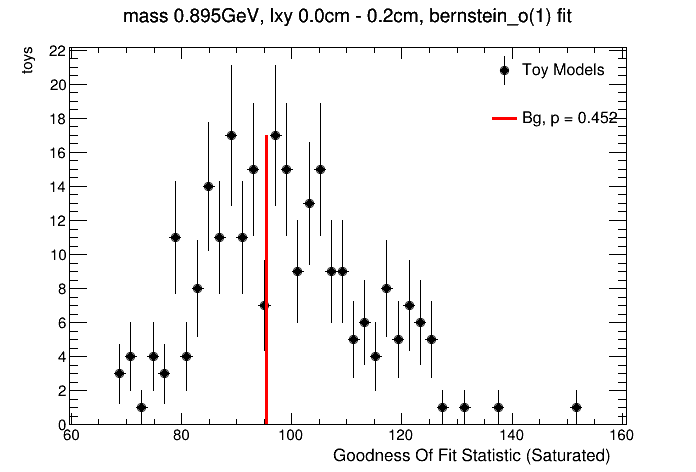 mass 0.895GeV, lxy 0.0cm - 0.2cm, bernstein_o(1) fit
toys
22
20
18
16
14
12
10
8
6
4
2
0
Toy Models
Bg, p = 0.452
60 80 100 120 140 160
Goodness Of Fit Statistic (Saturated)